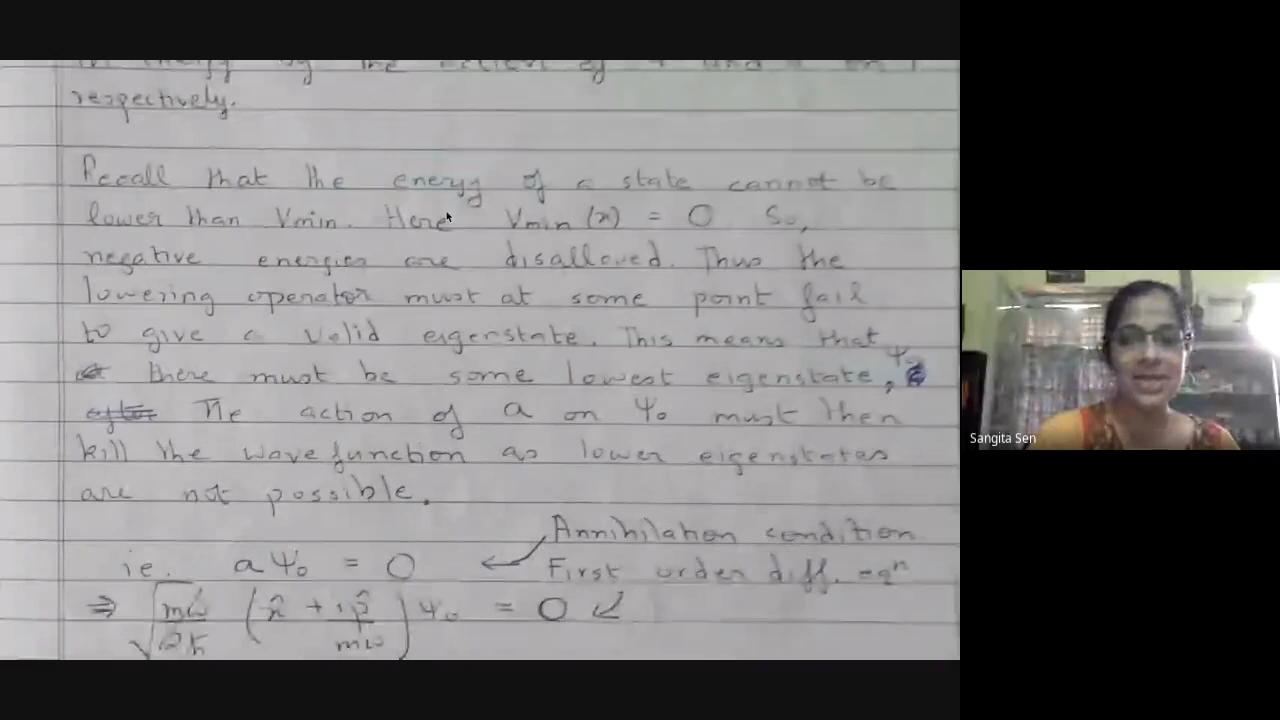 respectively.
Recall that the energy of a state cannot be
lower than Vmin. Here Vmin (x) = 0 So,
negative energies are disallowed. Thus the
lowering operator must at some point fail
to give a valid eigenstate. This means that
there must be some lowest eigenstate, ψ
The action of a on ψ₀ must then
kill the wavefunction as lower eigenstates
are not possible.
Annihilation condition
i.e. aψ₀ = 0 ← First order diff. eqⁿ
⇒ √(mω/2ħ) (x̂ + ip̂/mω) ψ₀ = 0 ↙
Sangita Sen